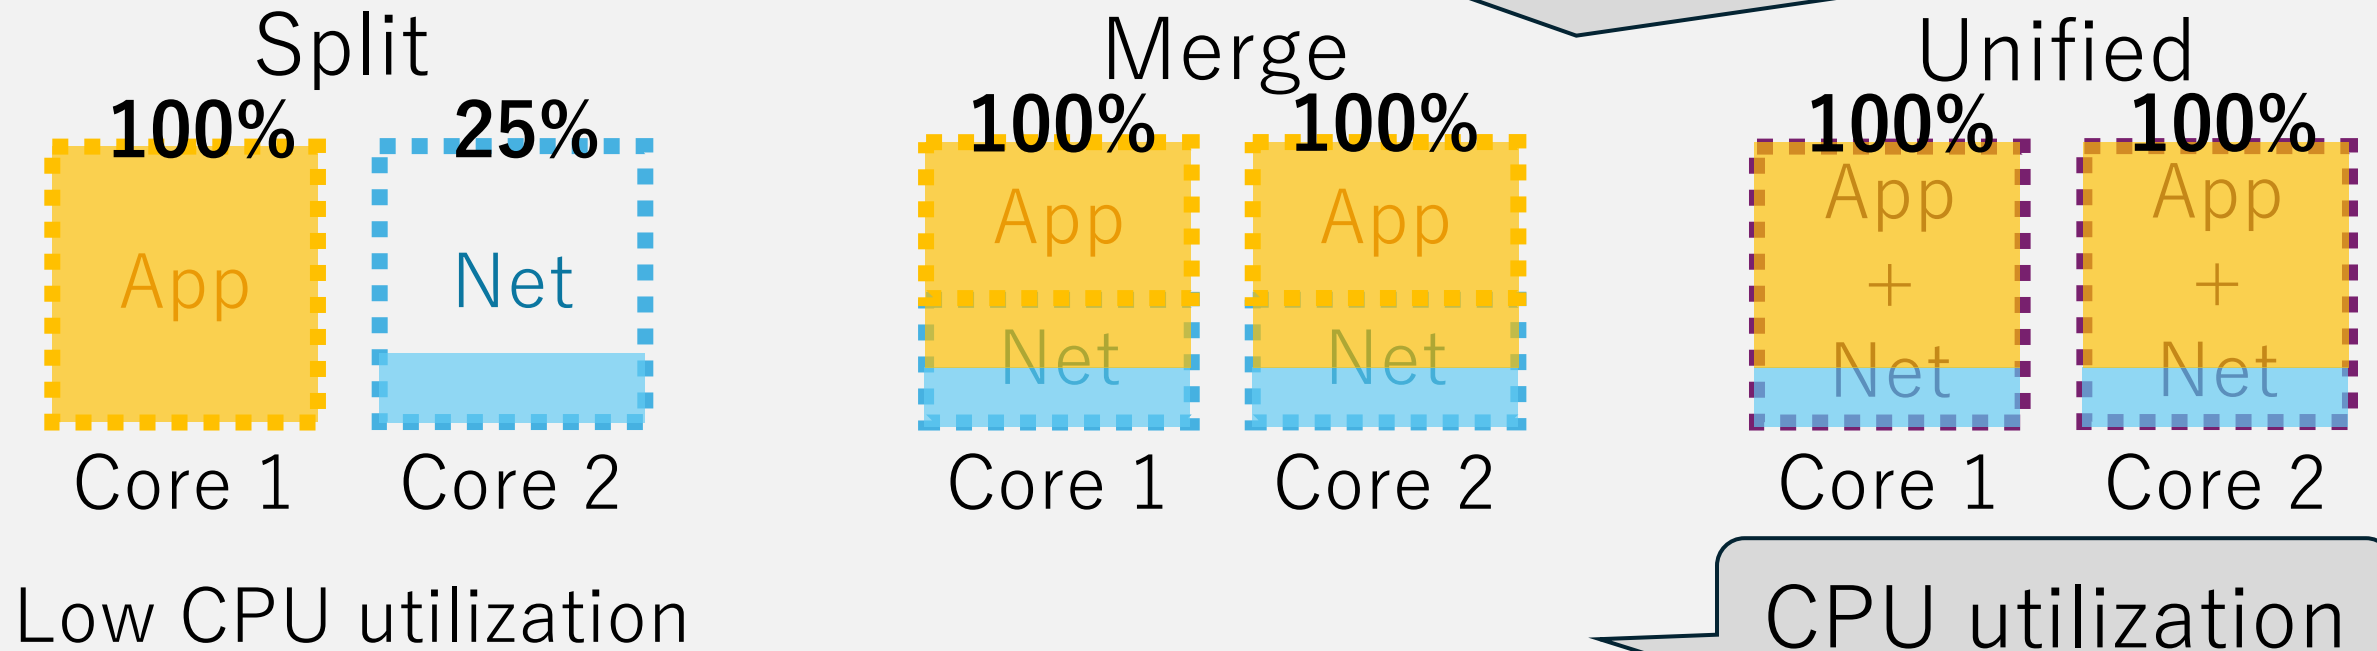 Split
100% 25%
App Net
Core 1 Core 2
Low CPU utilization
Merge
100% 100%
App App
Net Net
Core 1 Core 2
Unified
100% 100%
App App
+ +
Net Net
Core 1 Core 2
CPU utilization